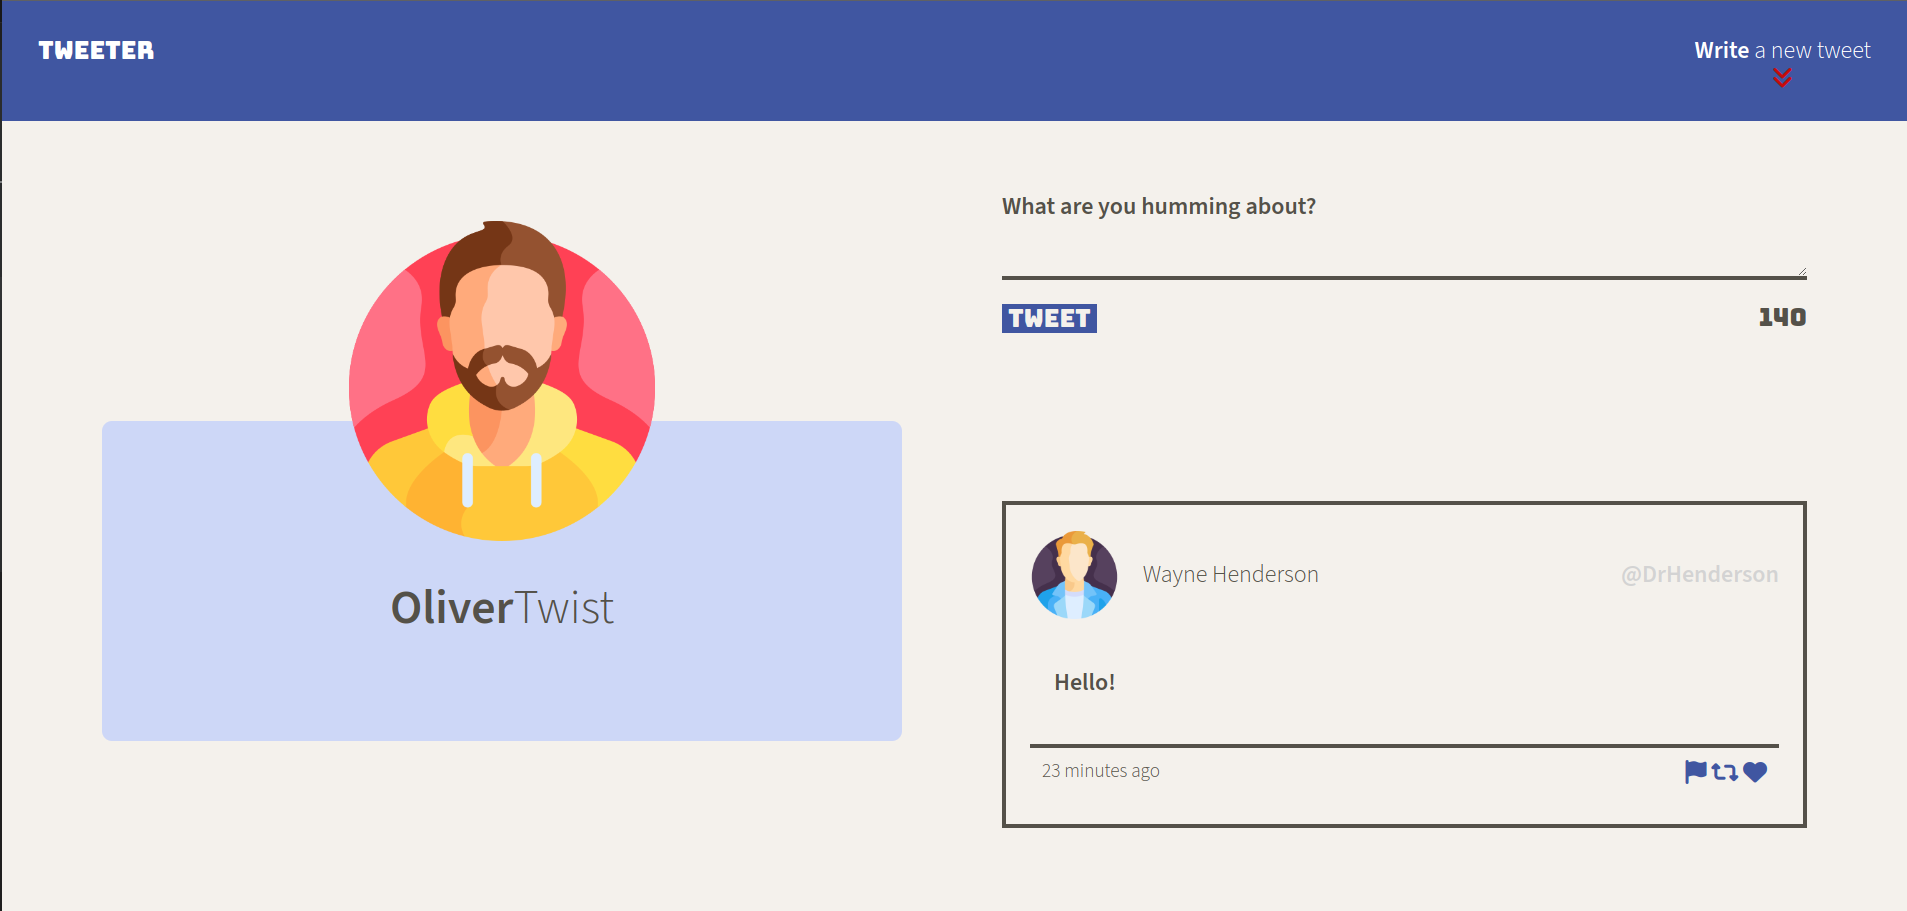 TWEETER
Write a new tweet
OliverTwist
What are you humming about?
TWEET
140
Wayne Henderson
@DrHenderson
Hello!
23 minutes ago